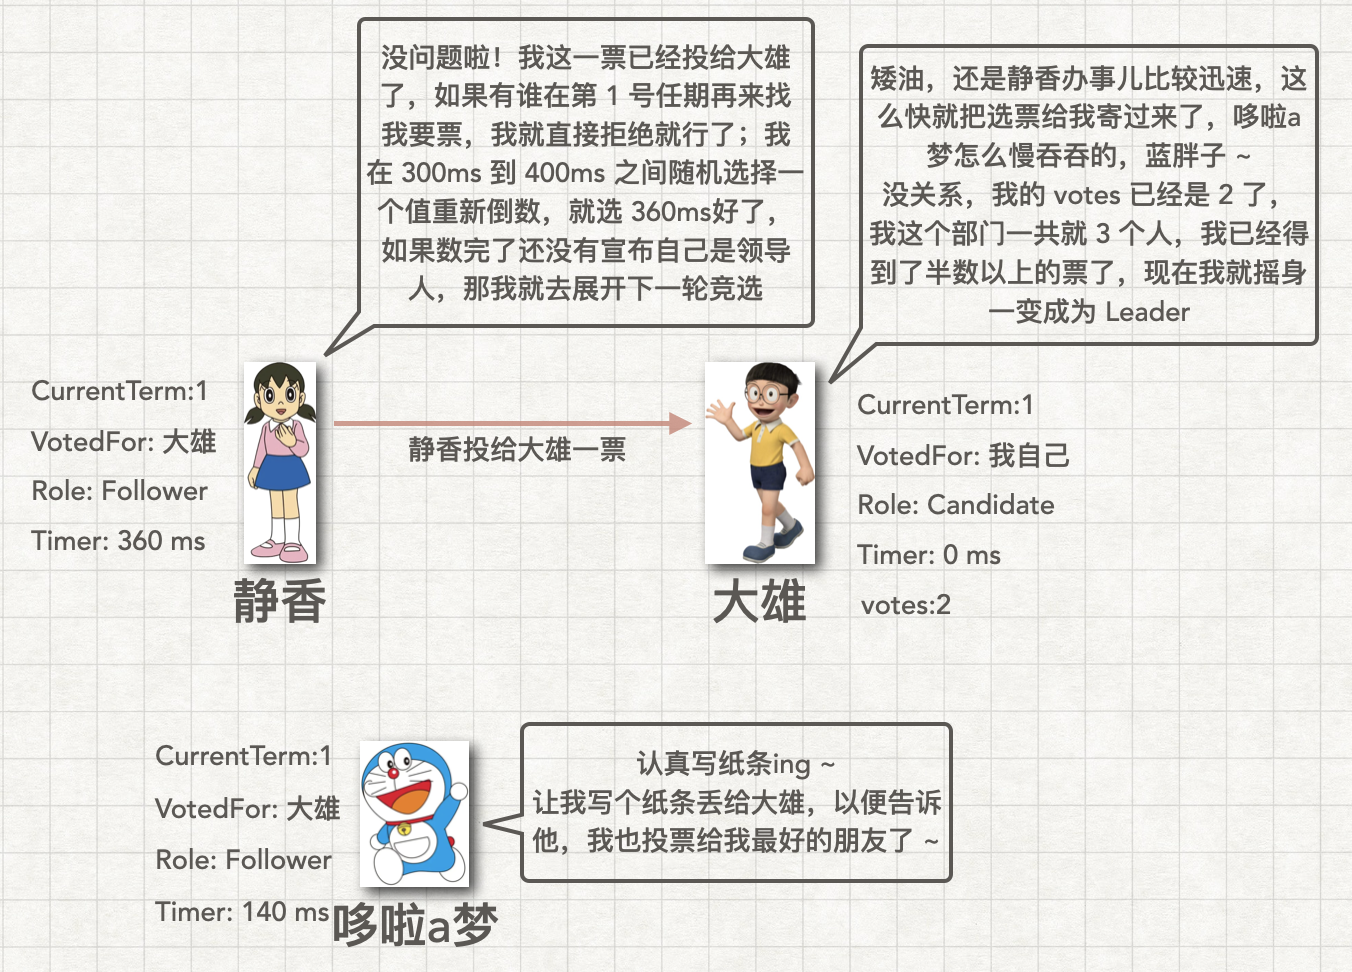 没问题啦！我这一票已经投给大雄
了，如果有谁在第 1 号任期再来找
我要票，我就直接拒绝就行了；我
在 300ms 到 400ms 之间随机选择一
个值重新倒数，就选 360ms好了，
如果数完了还没有宣布自己是领导
人，那我就去展开下一轮竞选
矮油，还是静香办事儿比较迅速，这
么快就把选票给我寄过来了，哆啦a
梦怎么慢吞吞的，蓝胖子 ~
没关系，我的 votes 已经是 2 了，
我这个部门一共就 3 个人，我已经得
到了半数以上的票了，现在我就摇身
一变成为 Leader
CurrentTerm:1
VotedFor: 大雄
Role: Follower
Timer: 360 ms
静香
静香投给大雄一票
大雄
CurrentTerm:1
VotedFor: 我自己
Role: Candidate
Timer: 0 ms
votes:2
CurrentTerm:1
VotedFor: 大雄
Role: Follower
Timer: 140 ms
哆啦a梦
认真写纸条ing ~
让我写个纸条丢给大雄，以便告诉
他，我也投票给我最好的朋友了 ~